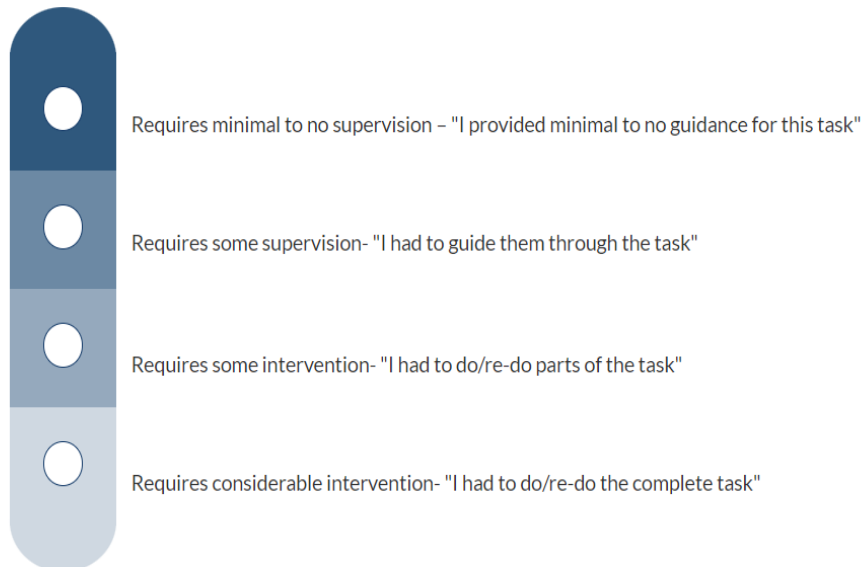 Requires minimal to no supervision – "I provided minimal to no guidance for this task"
Requires some supervision- "I had to guide them through the task"
Requires some intervention- "I had to do/re-do parts of the task"
Requires considerable intervention- "I had to do/re-do the complete task"